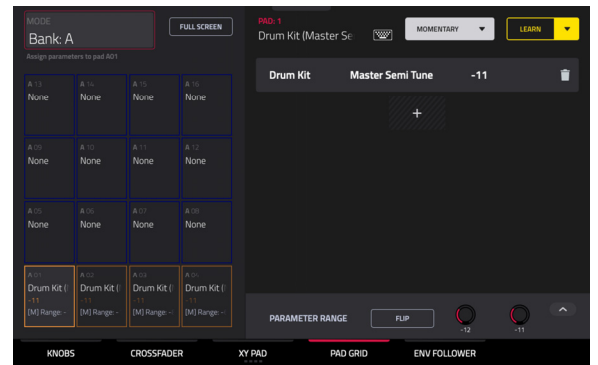 MODE
Bank: A
FULL SCREEN
Assign parameters to pad A01
PAD: 1
Drum Kit (Master Se
MOMENTARY
LEARN
Drum Kit Master Semi Tune -11
+
A 13 A 14 A 15 A 16
None None None None
A 09 A 10 A 11 A 12
None None None None
A 05 A 06 A 07 A 08
None None None None
A 01 A 02 A 03 A 04
Drum Kit ( Drum Kit ( Drum Kit ( Drum Kit (
-11 -11 -11 -11
[M] Range: - [M] Range: - [M] Range: - [M] Range: -
PARAMETER RANGE FLIP -12 -11
KNOBS CROSSFADER XY PAD PAD GRID ENV FOLLOWER